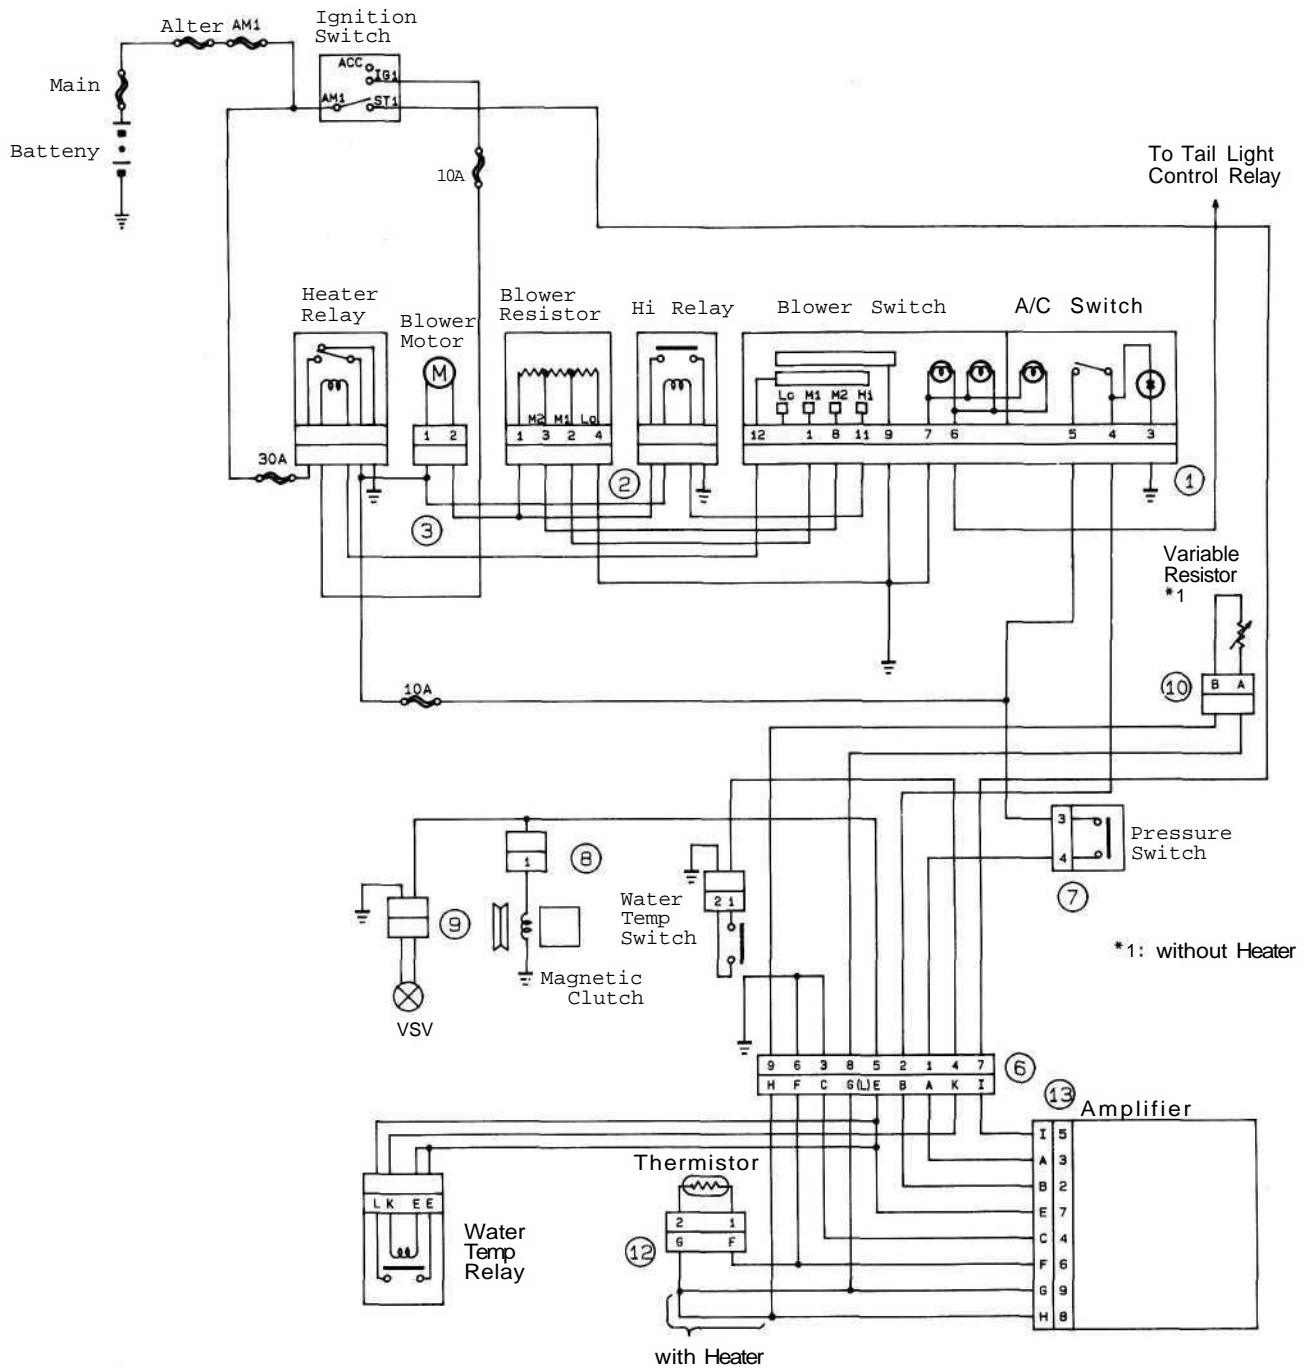 Alter AM1
Ignition
Switch
Main
ACC
IG1
AM1
ST1
Batteny
10A
To Tail Light
Control Relay
Heater
Relay
Blower
Motor
Blower
Resistor
Hi Relay
Blower Switch
A/C Switch
M
Lo M1 M2 Hi
M2 M1 Lo
1 2
1 3 2 4
12 1 8 11 9 7 6 5 4 3
30A
2
1
3
Variable
Resistor
*1
10A
10
B A
3
4
Pressure
Switch
7
1
8
Water
Temp
Switch
2 1
9
*1: without Heater
Magnetic
Clutch
VSV
9 6 3 8 5 2 1 4 7
H F C G (L) E B A K I
6
13
Amplifier
I 5
A 3
B 2
E 7
C 4
F 6
G 9
H 8
Thermistor
2 1
G F
12
L K E E
Water
Temp
Relay
with Heater